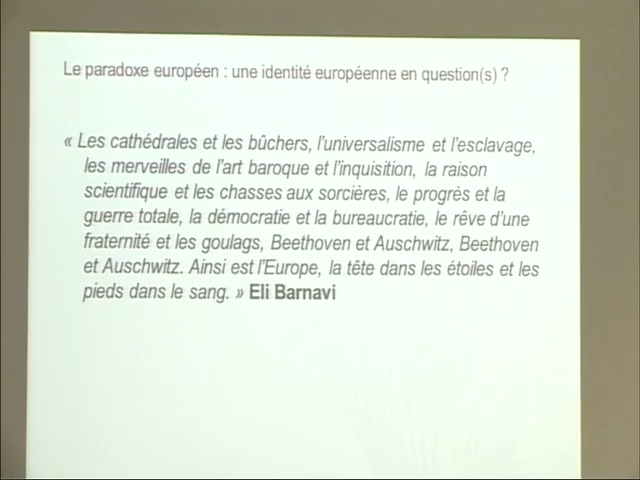 Le paradoxe européen : une identité européenne en question(s) ?
« Les cathédrales et les bûchers, l'universalisme et l'esclavage,
les merveilles de l'art baroque et l'inquisition, la raison
scientifique et les chasses aux sorcières, le progrès et la
guerre totale, la démocratie et la bureaucratie, le rêve d'une
fraternité et les goulags, Beethoven et Auschwitz, Beethoven
et Auschwitz. Ainsi est l'Europe, la tête dans les étoiles et les
pieds dans le sang. » Eli Barnavi